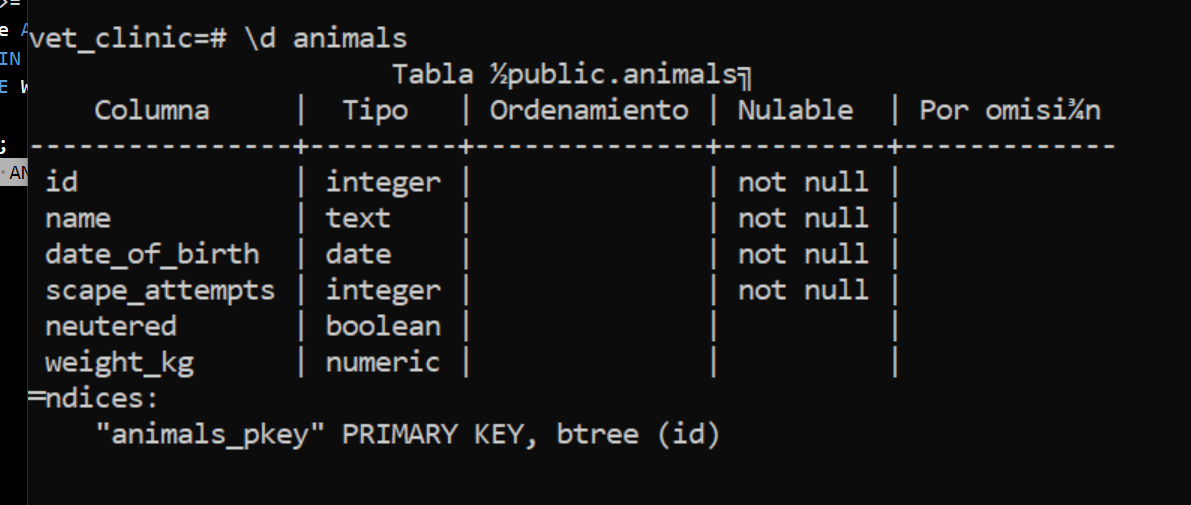 >=
e A
vet_clinic=# \d animals
IN
Tabla ½public.animals╗
E W
Columna | Tipo | Ordenamiento | Nulable | Por omisi¾n
;
----------------+---------+--------------+----------+-------------
AN
id | integer | | not null |
name | text | | not null |
date_of_birth | date | | not null |
scape_attempts | integer | | not null |
neutered | boolean | | |
weight_kg | numeric | | |
═ndices:
"animals_pkey" PRIMARY KEY, btree (id)